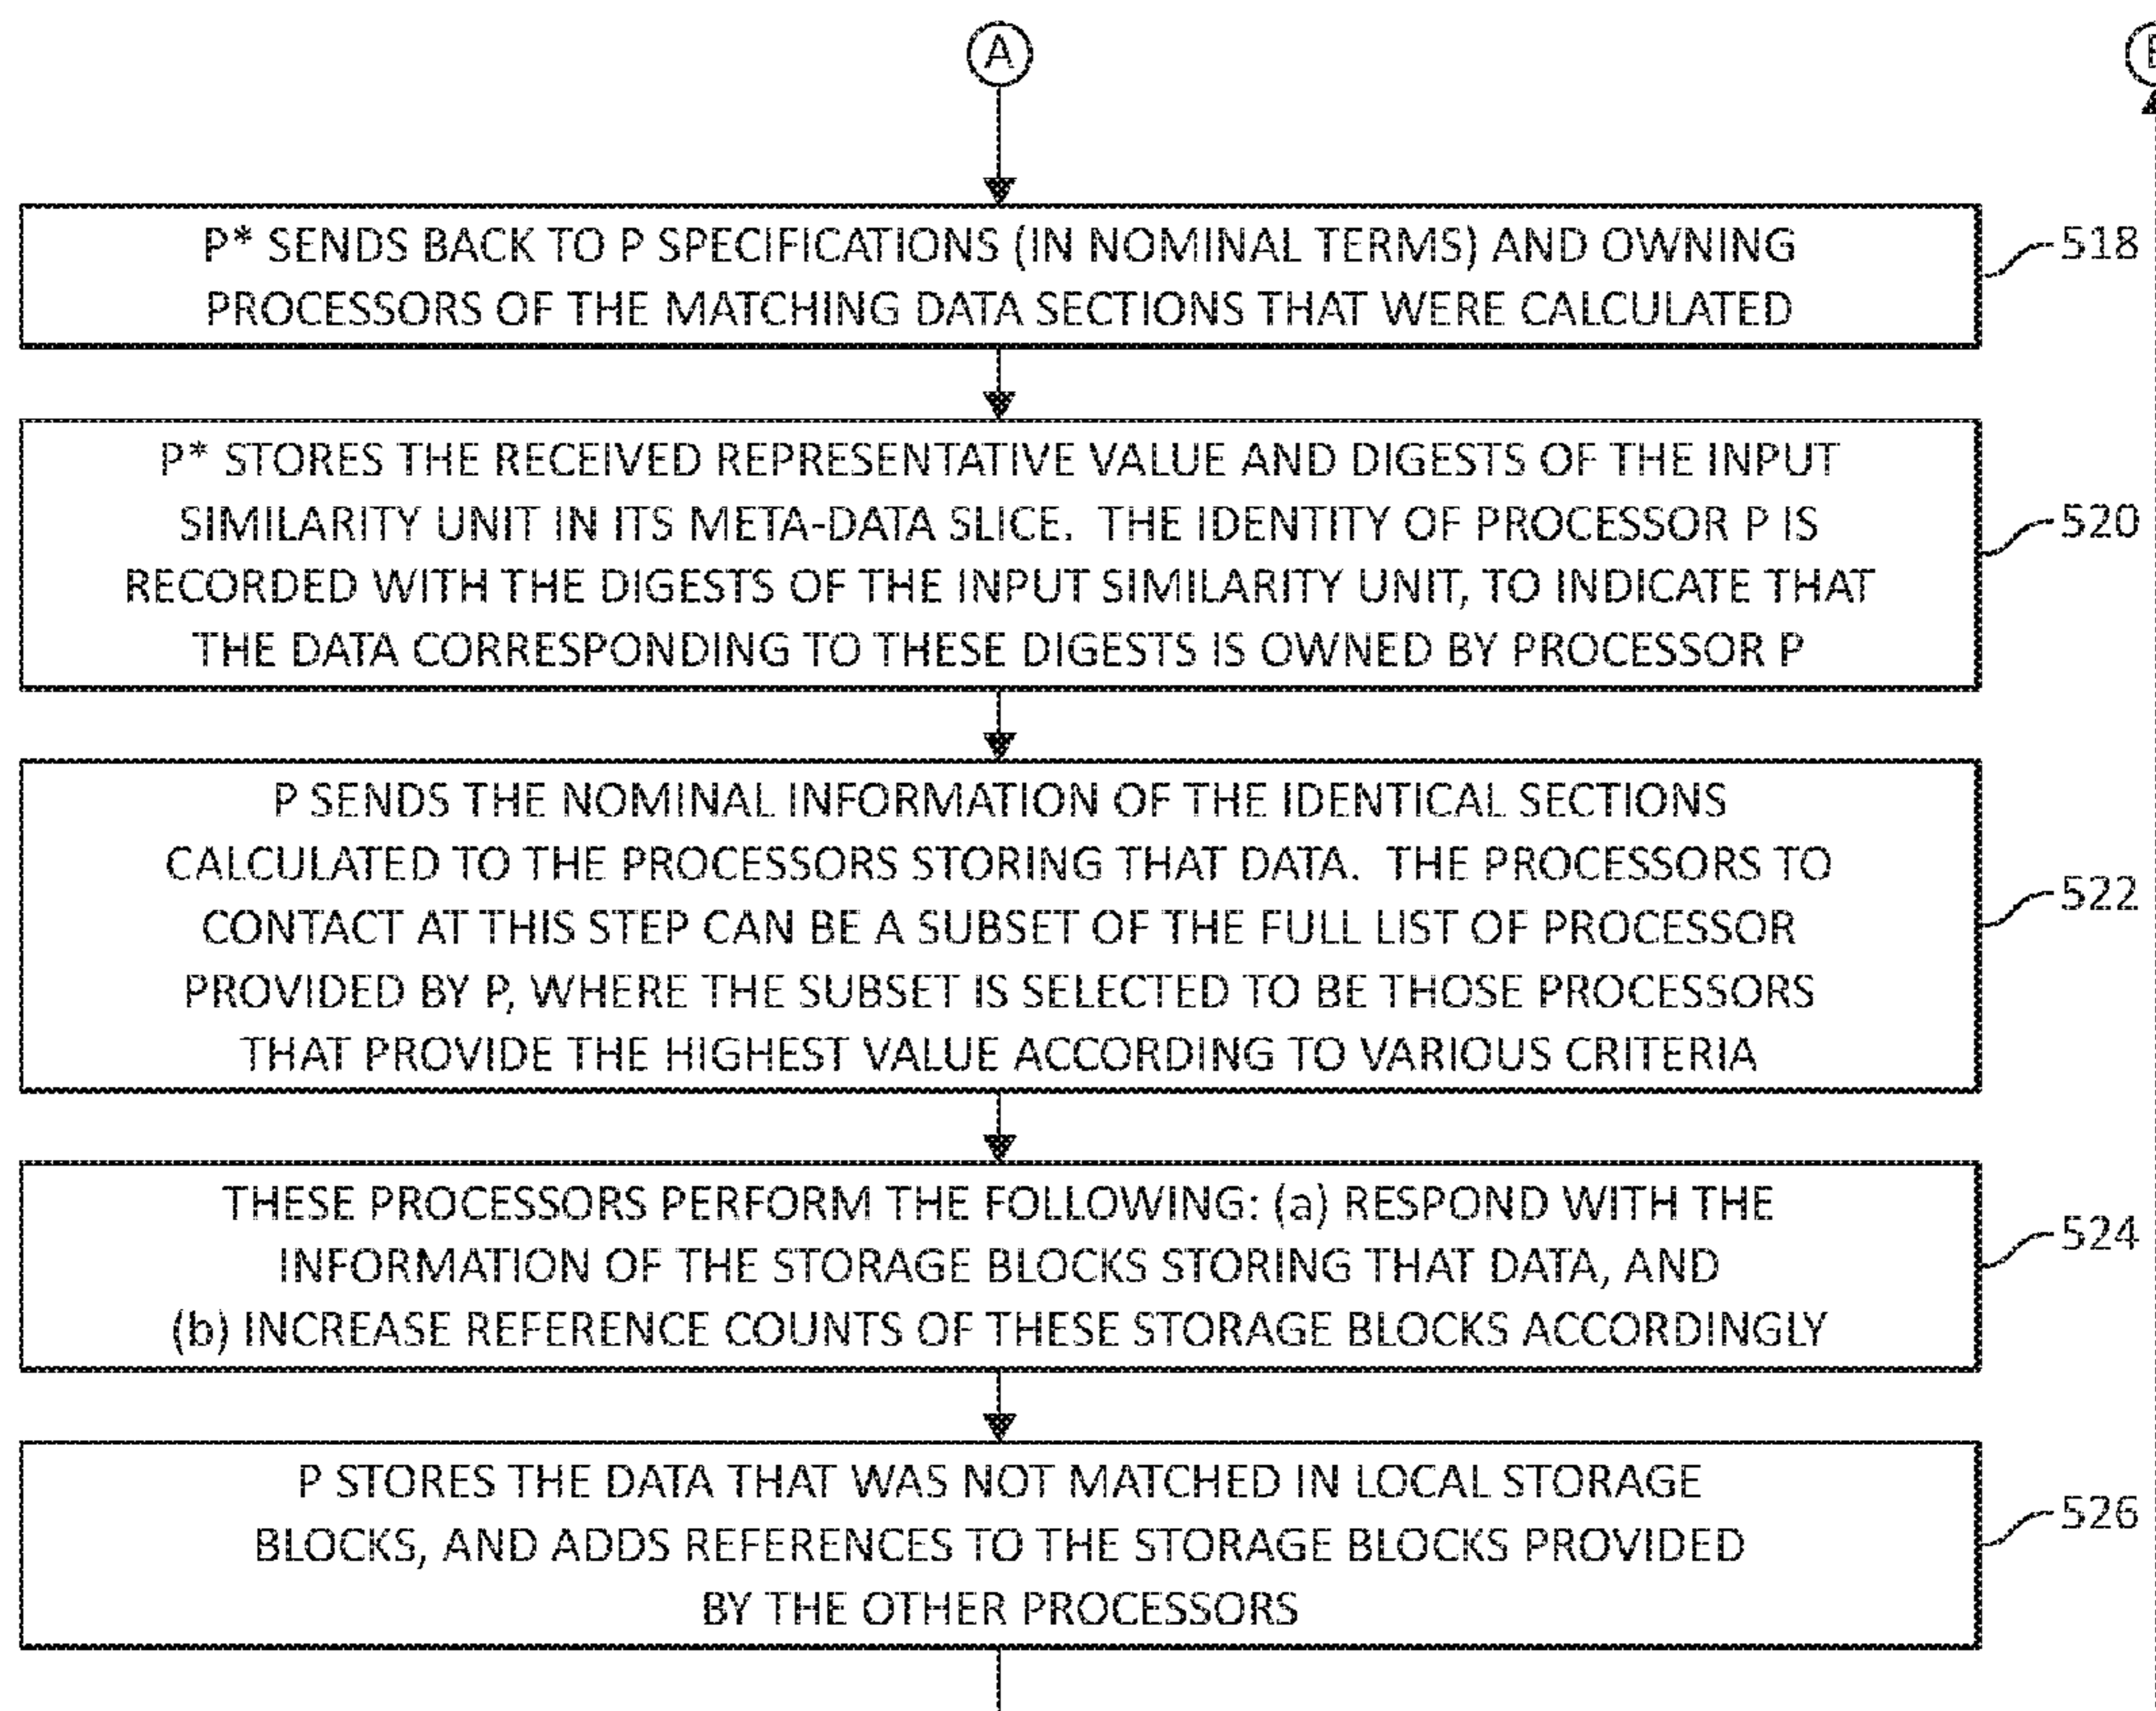 A
P* SENDS BACK TO P SPECIFICATIONS (IN NOMINAL TERMS) AND OWNING
PROCESSORS OF THE MATCHING DATA SECTIONS THAT WERE CALCULATED
518
P* STORES THE RECEIVED REPRESENTATIVE VALUE AND DIGESTS OF THE INPUT
SIMILARITY UNIT IN ITS META-DATA SLICE. THE IDENTITY OF PROCESSOR P IS
RECORDED WITH THE DIGESTS OF THE INPUT SIMILARITY UNIT, TO INDICATE THAT
THE DATA CORRESPONDING TO THESE DIGESTS IS OWNED BY PROCESSOR P
520
P SENDS THE NOMINAL INFORMATION OF THE IDENTICAL SECTIONS
CALCULATED TO THE PROCESSORS STORING THAT DATA. THE PROCESSORS TO
CONTACT AT THIS STEP CAN BE A SUBSET OF THE FULL LIST OF PROCESSOR
PROVIDED BY P, WHERE THE SUBSET IS SELECTED TO BE THOSE PROCESSORS
THAT PROVIDE THE HIGHEST VALUE ACCORDING TO VARIOUS CRITERIA
522
THESE PROCESSORS PERFORM THE FOLLOWING: (a) RESPOND WITH THE
INFORMATION OF THE STORAGE BLOCKS STORING THAT DATA, AND
(b) INCREASE REFERENCE COUNTS OF THESE STORAGE BLOCKS ACCORDINGLY
524
P STORES THE DATA THAT WAS NOT MATCHED IN LOCAL STORAGE
BLOCKS, AND ADDS REFERENCES TO THE STORAGE BLOCKS PROVIDED
BY THE OTHER PROCESSORS
526